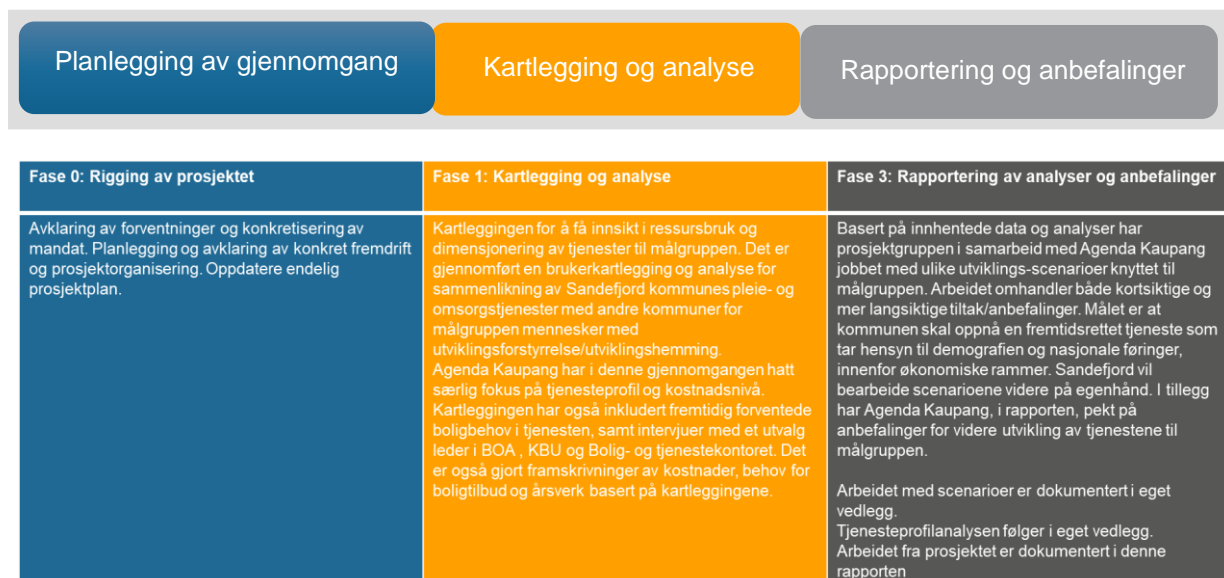 Planlegging av gjennomgang
Kartlegging og analyse
Rapportering og anbefalinger
Fase 0: Rigging av prosjektet
Avklaring av forventninger og konkretisering av
mandat. Planlegging og avklaring av konkret fremdrift
og prosjektorganisering. Oppdatere endelig
prosjektplan.
Fase 1: Kartlegging og analyse
Kartleggingen for å få innsikt i ressursbruk og
dimensjonering av tjenester til målgruppen. Det er
gjennomført en brukerkartlegging og analyse for
sammenlikning av Sandefjord kommunes pleie- og
omsorgstjenester med andre kommuner for
målgruppen mennesker med
utviklingsforstyrrelse/utviklingshemming.
Agenda Kaupang har i denne gjennomgangen hatt
særlig fokus på tjenesteprofil og kostnadsnivå.
Kartleggingen har også inkludert fremtidig forventede
boligbehov i tjenesten, samt intervjuer med et utvalg
leder i BOA , KBU og Bolig- og tjenestekontoret. Det
er også gjort framskrivninger av kostnader, behov for
boligtilbud og årsverk basert på kartleggingene.
Fase 3: Rapportering av analyser og anbefalinger
Basert på innhentede data og analyser har
prosjektgruppen i samarbeid med Agenda Kaupang
jobbet med ulike utviklings-scenarioer knyttet til
målgruppen. Arbeidet omhandler både kortsiktige og
mer langsiktige tiltak/anbefalinger. Målet er at
kommunen skal oppnå en fremtidsrettet tjeneste som
tar hensyn til demografien og nasjonale føringer,
innenfor økonomiske rammer. Sandefjord vil
bearbeide scenarioene videre på egenhånd. I tillegg
har Agenda Kaupang, i rapporten, pekt på
anbefalinger for videre utvikling av tjenestene til
målgruppen.
Arbeidet med scenarioer er dokumentert i eget
vedlegg.
Tjenesteprofilanalysen følger i eget vedlegg.
Arbeidet fra prosjektet er dokumentert i denne
rapporten